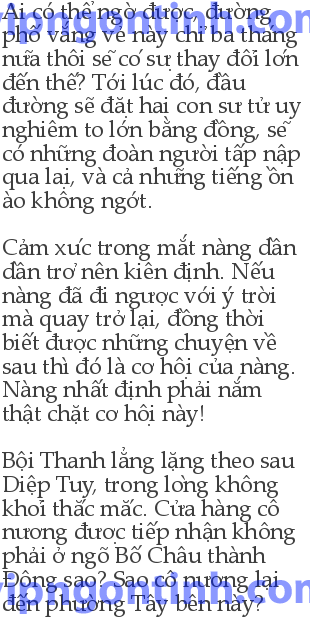 Ai có thể ngờ được, đường
phố vắng vẻ này chỉ ba tháng
nữa thôi sẽ có sự thay đổi lớn
đến thế? Tới lúc đó, đầu
đường sẽ đặt hai con sư tử uy
nghiêm to lớn bằng đồng, sẽ
có những đoàn người tấp nập
qua lại, và cả những tiếng ồn
ào không ngớt.
Cảm xúc trong mắt nàng dần
dần trở nên kiên định. Nếu
nàng đã đi ngược với ý trời
mà quay trở lại, đồng thời
biết được những chuyện về
sau thì đó là cơ hội của nàng.
Nàng nhất định phải nắm
thật chặt cơ hội này!
Bội Thanh lẳng lặng theo sau
Diệp Tuy, trong lòng không
khỏi thắc mắc. Cửa hàng cô
nương được tiếp nhận không
phải ở ngõ Bố Châu thành
Đông sao? Sao cô nương lại
đến phường Tây bên này?
vipngontinh.com
vipngontinh.com